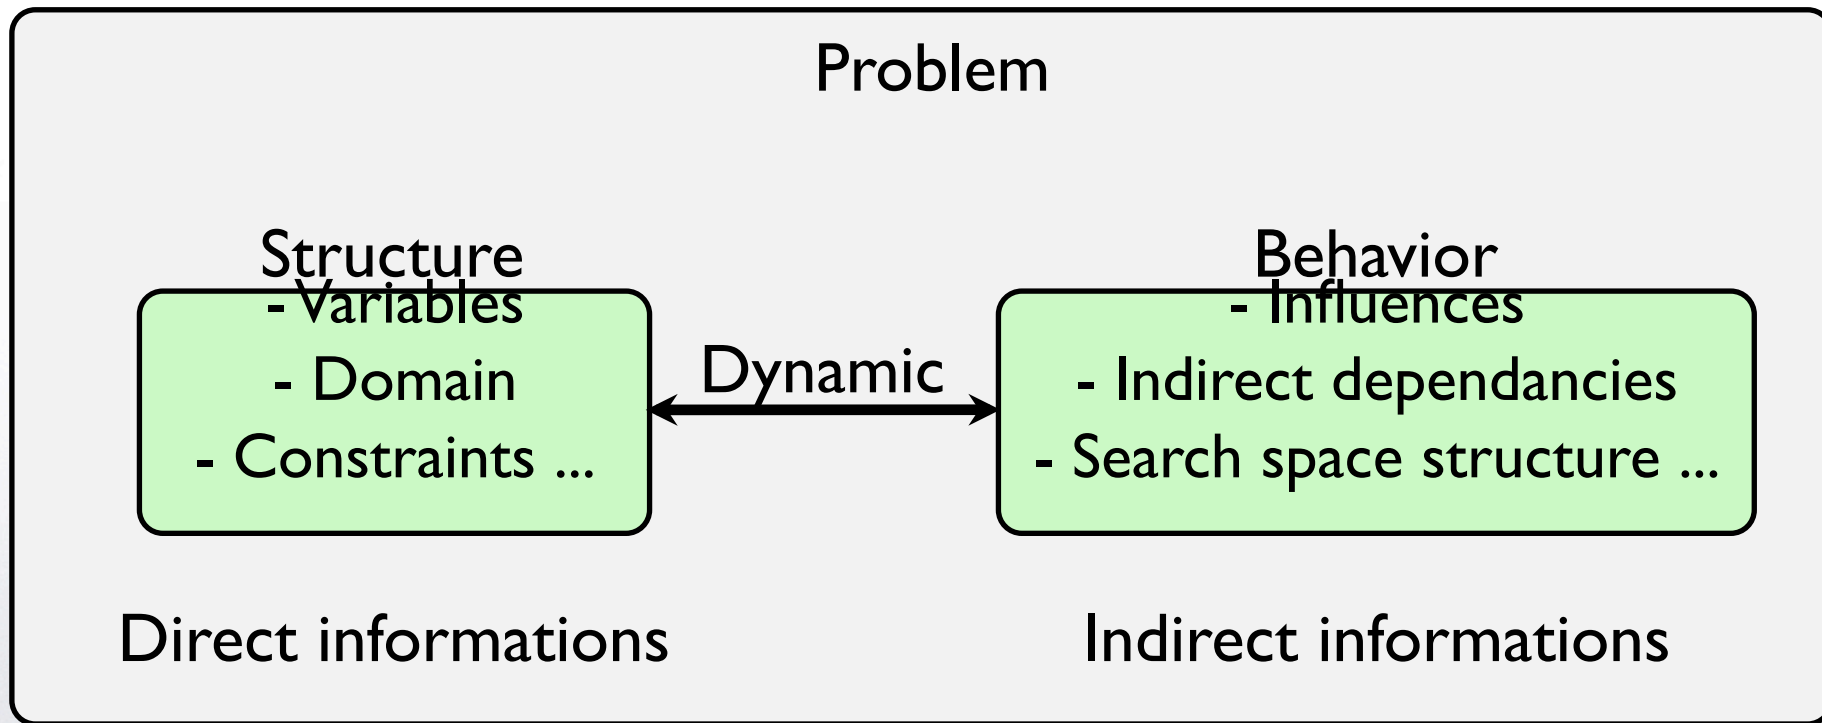 Problem
Structure
- Variables
- Domain
- Constraints ...
Dynamic
Behavior
- Influences
- Indirect dependancies
- Search space structure ...
Direct informations
Indirect informations